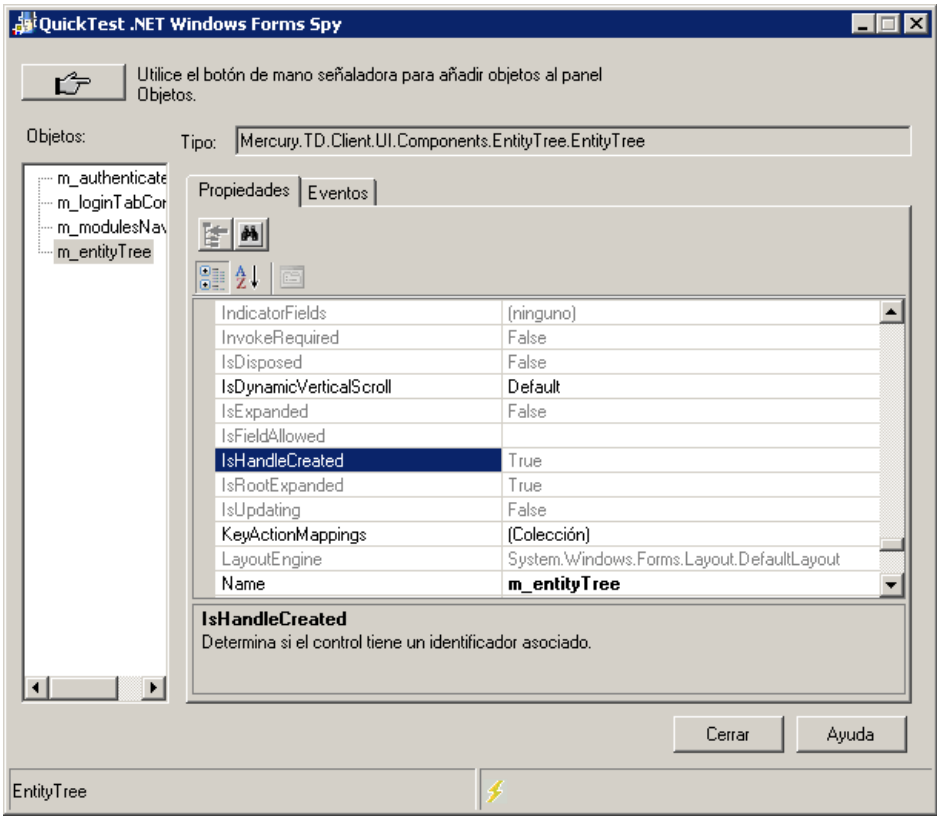 QuickTest .NET Windows Forms Spy
Utilice el botón de mano señaladora para añadir objetos al panel
Objetos.
Objetos:
Tipo: Mercury.TD.Client.UI.Components.EntityTree.EntityTree
m_authenticate
m_loginTabCor
m_modulesNav
m_entityTree
Propiedades Eventos
IndicatorFields (ninguno)
InvokeRequired False
IsDisposed False
IsDynamicVerticalScroll Default
IsExpanded False
IsFieldAllowed
IsHandleCreated True
IsRootExpanded True
IsUpdating False
KeyActionMappings (Colección)
LayoutEngine System.Windows.Forms.Layout.DefaultLayout
Name m_entityTree
IsHandleCreated
Determina si el control tiene un identificador asociado.
Cerrar Ayuda
EntityTree